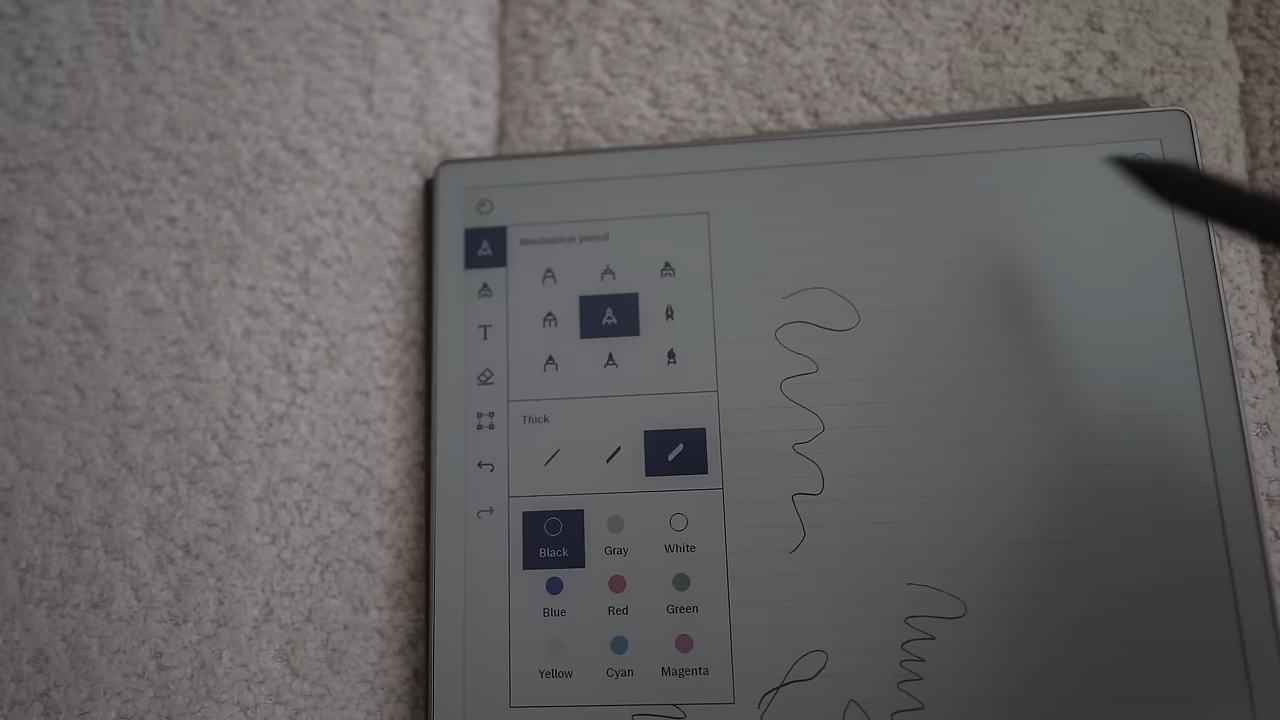 Mechanical pencil
T
Thick
Black Gray White
Blue Red Green
Yellow Cyan Magenta